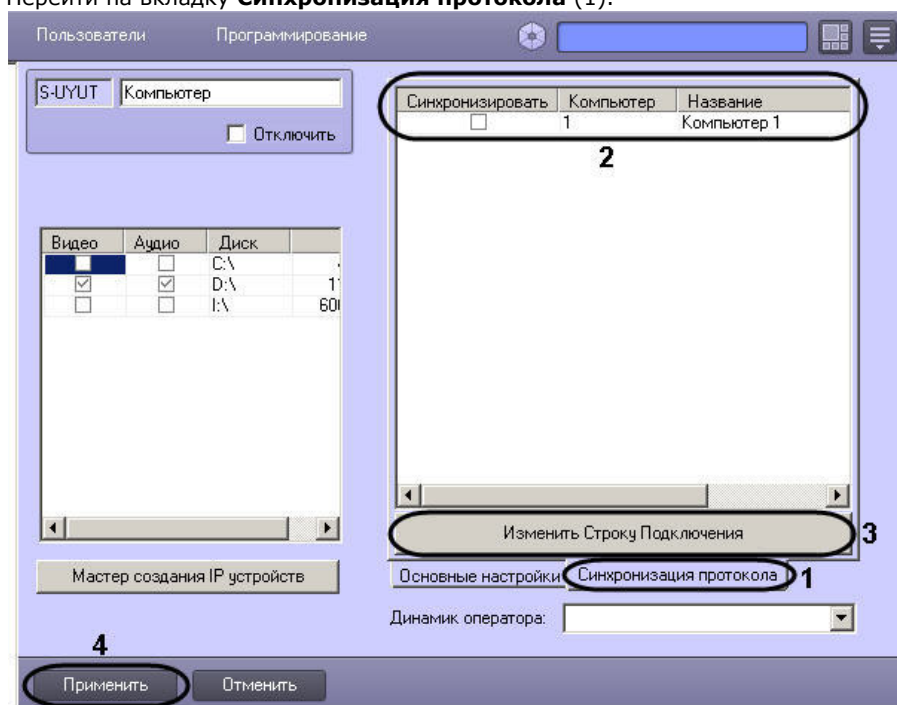 Перейти на вкладку Синхронизация протокола (1).
Пользователи Программирование
S-UYUT Компьютер
Отключить
Видео Аудио Диск
C:\
D:\ 1
I:\ 60
Мастер создания IP устройств
Синхронизировать Компьютер Название
1 Компьютер 1
2
Изменить Строку Подключения 3
Основные настройки Синхронизация протокола 1
Динамик оператора:
4
Применить Отменить